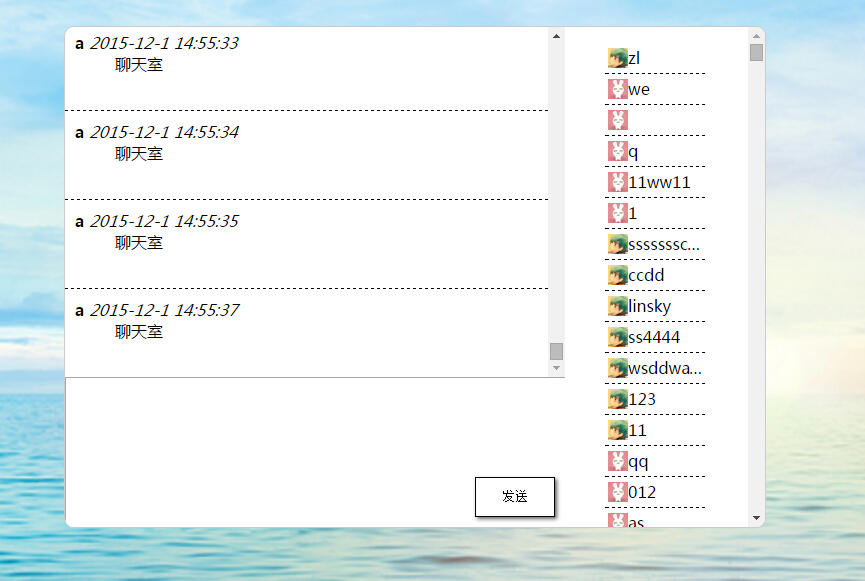 a 2015-12-1 14:55:33
聊天室
a 2015-12-1 14:55:34
聊天室
a 2015-12-1 14:55:35
聊天室
a 2015-12-1 14:55:37
聊天室
发送
zl
we
q
11ww11
1
sssssssc...
ccdd
linsky
ss4444
wsddwa...
123
11
qq
012
as